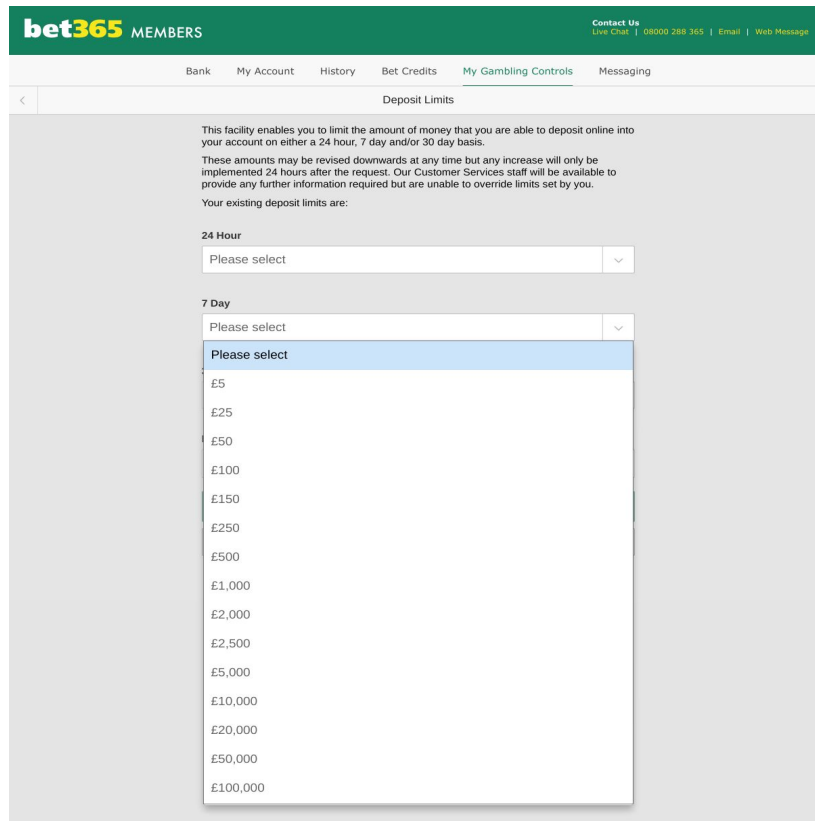 bet365 MEMBERS
Contact Us
Live Chat | 08000 288 365 | Email | Web Message
Bank My Account History Bet Credits My Gambling Controls Messaging
Deposit Limits
This facility enables you to limit the amount of money that you are able to deposit online into
your account on either a 24 hour, 7 day and/or 30 day basis.
These amounts may be revised downwards at any time but any increase will only be
implemented 24 hours after the request. Our Customer Services staff will be available to
provide any further information required but are unable to override limits set by you.
Your existing deposit limits are:
24 Hour
Please select
7 Day
Please select
Please select
£5
£25
£50
£100
£150
£250
£500
£1,000
£2,000
£2,500
£5,000
£10,000
£20,000
£50,000
£100,000